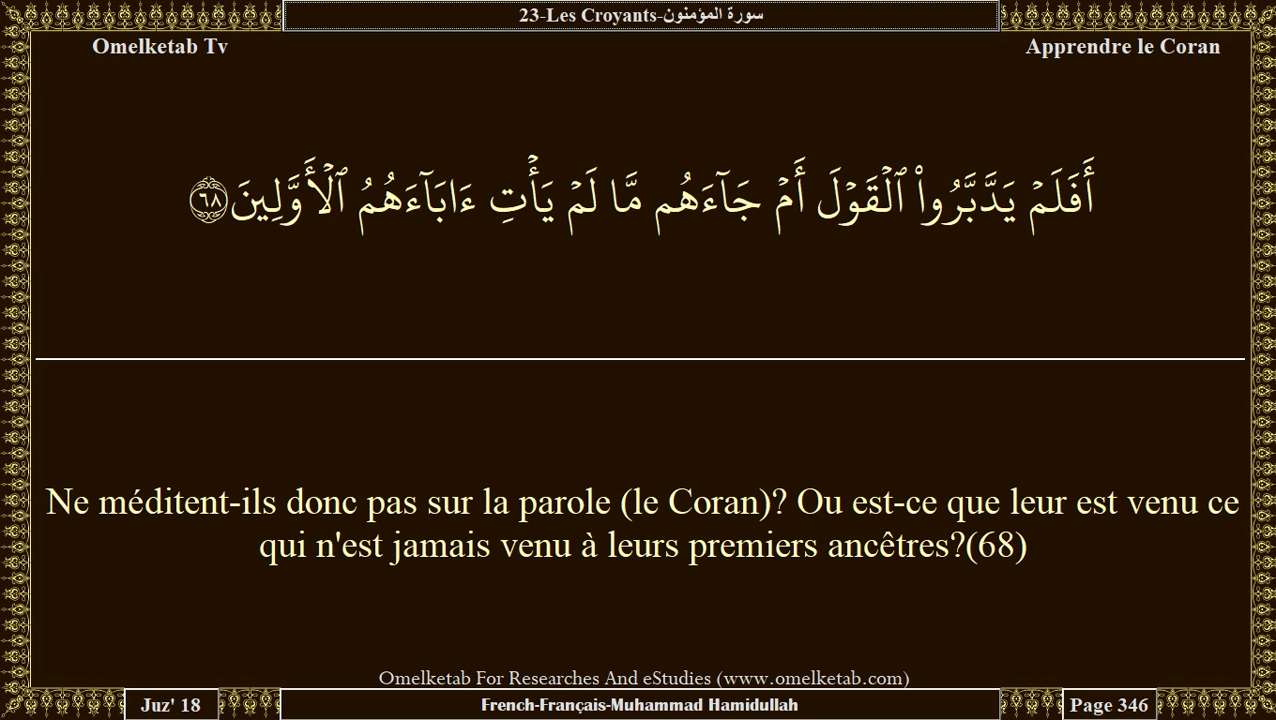 23-Les Croyants-سورة المؤمنون
Omelketab Tv
Apprendre le Coran
أَفَلَمۡ يَدَّبَّرُواْ ٱلۡقَوۡلَ أَمۡ جَآءَهُم مَّا لَمۡ يَأۡتِ ءَابَآءَهُمُ ٱلۡأَوَّلِينَ ٦٨
Ne méditent-ils donc pas sur la parole (le Coran)? Ou est-ce que leur est venu ce
qui n'est jamais venu à leurs premiers ancêtres?(68)
Omelketab For Researches And eStudies (www.omelketab.com)
Juz' 18
French-Français-Muhammad Hamidullah
Page 346